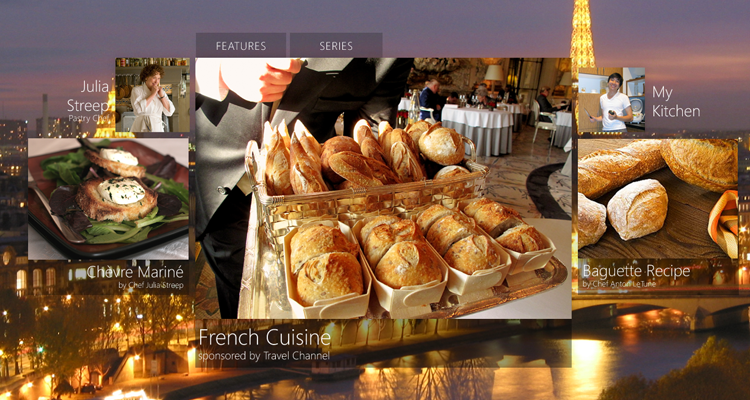 FEATURES
SERIES
Julia
Streep
Pastry Chef
Chèvre Mariné
by Chef Julia Streep
French Cuisine
sponsored by Travel Channel
My
Kitchen
Baguette Recipe
by Chef Anton LeTune